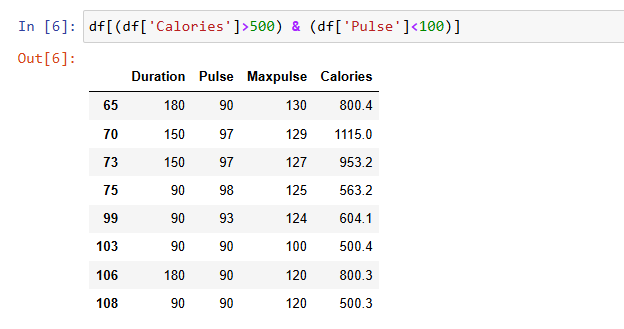 In [6]: df[(df['Calories']>500) & (df['Pulse']<100)]
Out[6]:
Duration Pulse Maxpulse Calories
65 180 90 130 800.4
70 150 97 129 1115.0
73 150 97 127 953.2
75 90 98 125 563.2
99 90 93 124 604.1
103 90 90 100 500.4
106 180 90 120 800.3
108 90 90 120 500.3